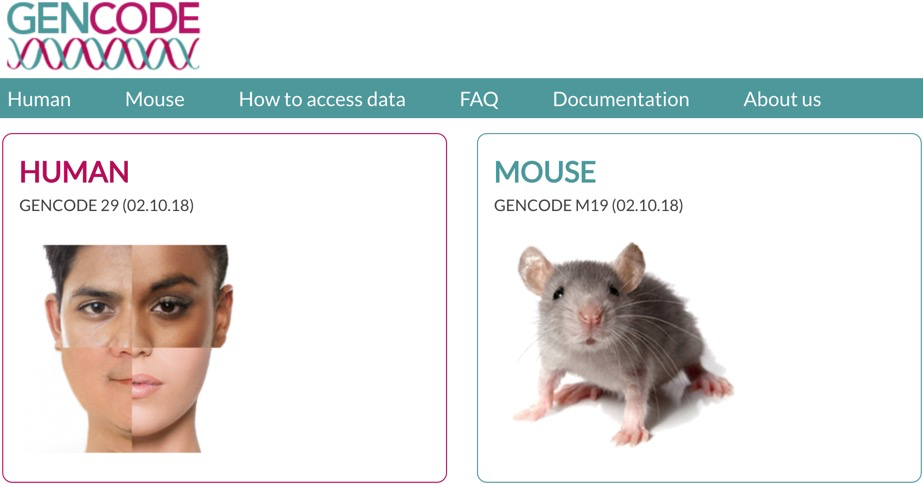 GENCODE
Human Mouse How to access data FAQ Documentation About us
HUMAN
GENCODE 29 (02.10.18)
MOUSE
GENCODE M19 (02.10.18)